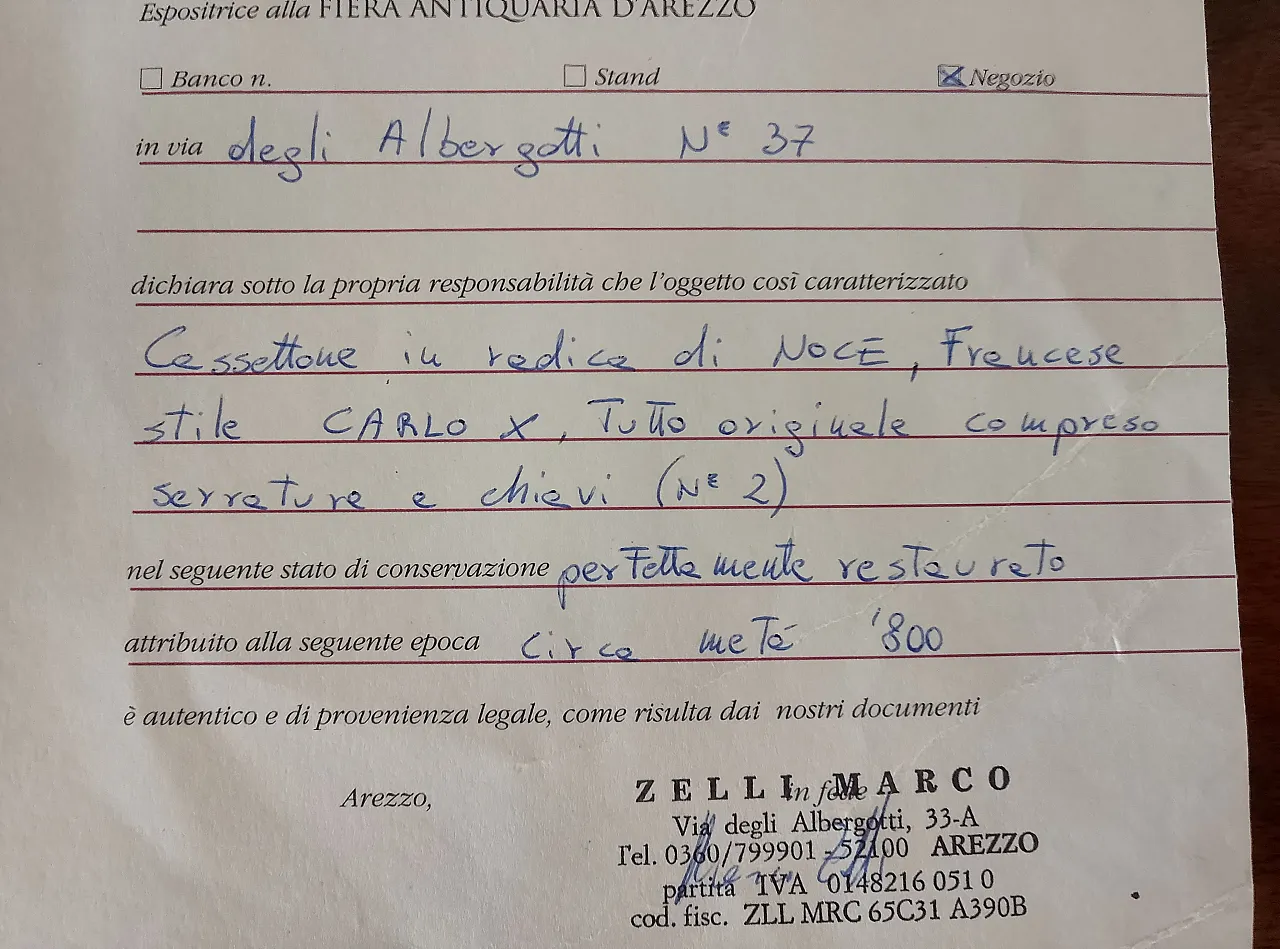 Espositrice alla FIERA ANTIQUARIA D'AREZZO
Banco n. Stand Negozio
in via degli Albergotti N° 37
dichiara sotto la propria responsabilità che l'oggetto così caratterizzato
Cassettone in radica di NOCE, Francese
stile CARLO X, Tutto originale compreso
serrature e chiavi (N° 2)
nel seguente stato di conservazione perfettamente restaurato
attribuito alla seguente epoca Circa metà '800
è autentico e di provenienza legale, come risulta dai nostri documenti
Arezzo, In fede
ZELLI MARCO
Via degli Albergotti, 33-A
Tel. 0360/799901 - 52100 AREZZO
partita IVA 0148216 051 0
cod. fisc. ZLL MRC 65C31 A390B